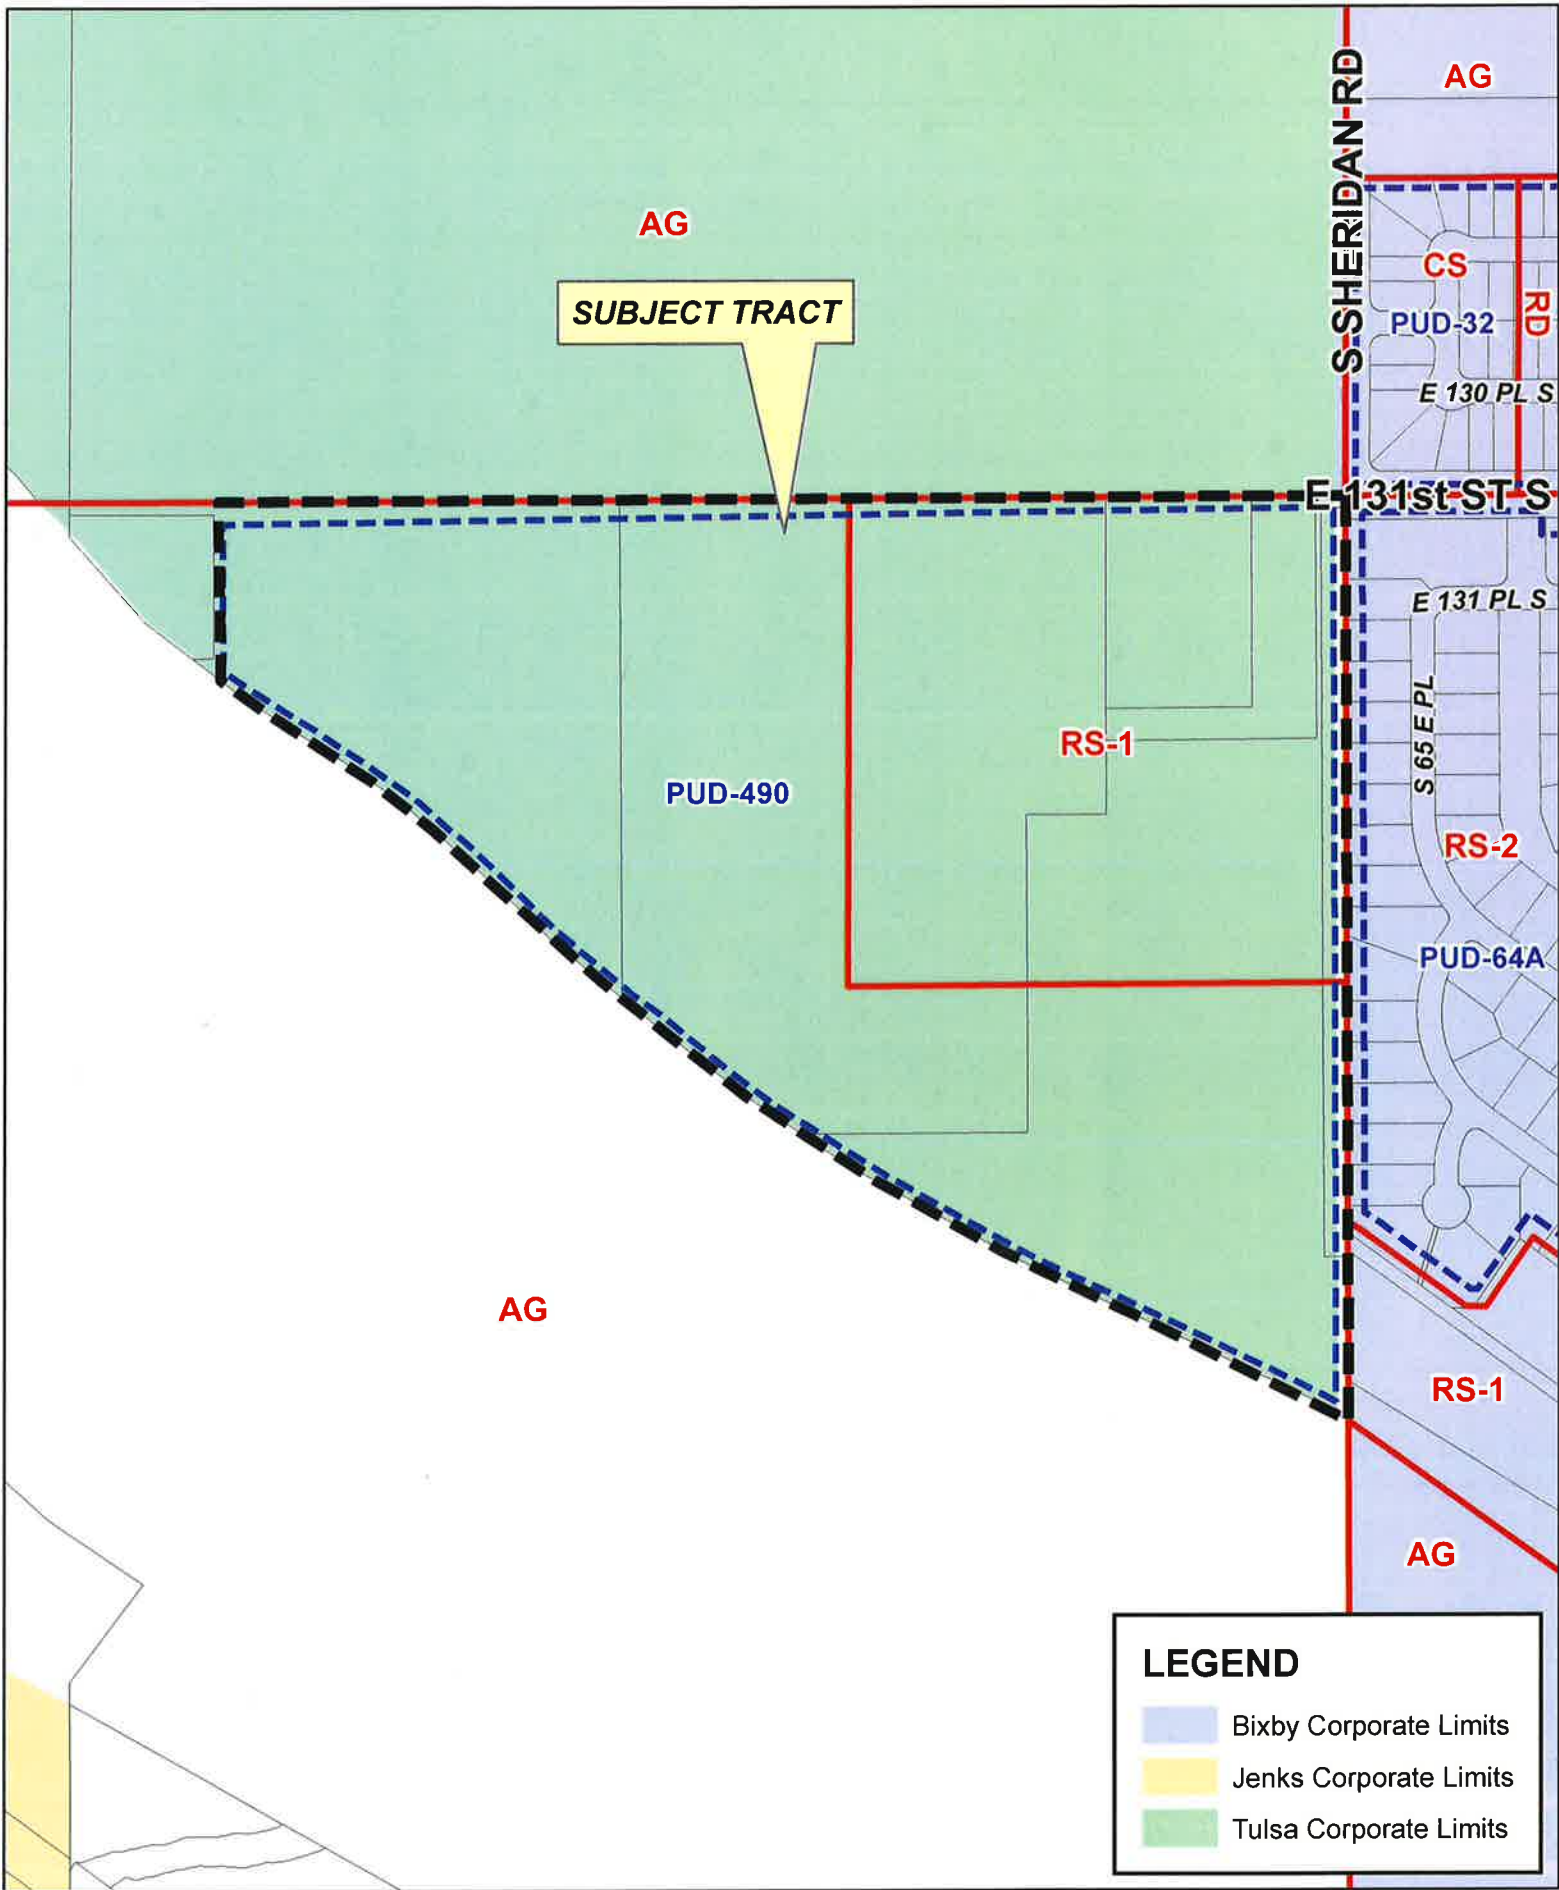 AG
S SHERIDAN RD
AG
CS
RD
SUBJECT TRACT
PUD-32
E 130 PL S
E 131st ST S
E 131 PL S
S 65 E PL
RS-1
PUD-490
RS-2
PUD-64A
AG
RS-1
AG
LEGEND
Bixby Corporate Limits
Jenks Corporate Limits
Tulsa Corporate Limits